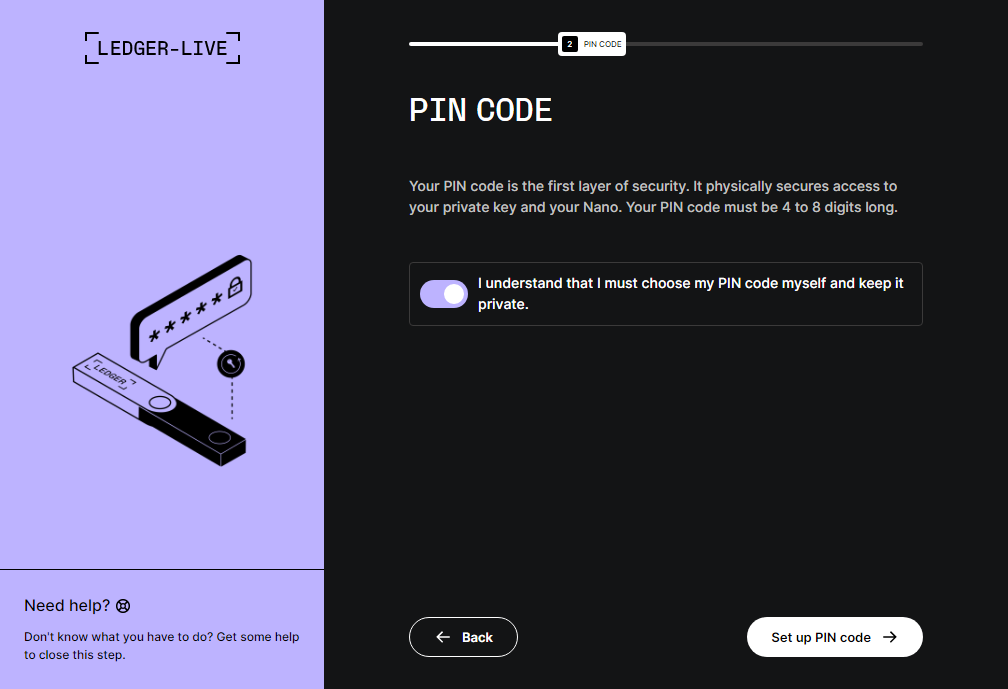 LEDGER-LIVE
2 PIN CODE
PIN CODE
Your PIN code is the first layer of security. It physically secures access to
your private key and your Nano. Your PIN code must be 4 to 8 digits long.
I understand that I must choose my PIN code myself and keep it
private.
*****
LEDGER
Need help?
Don't know what you have to do? Get some help
to close this step.
Back
Set up PIN code